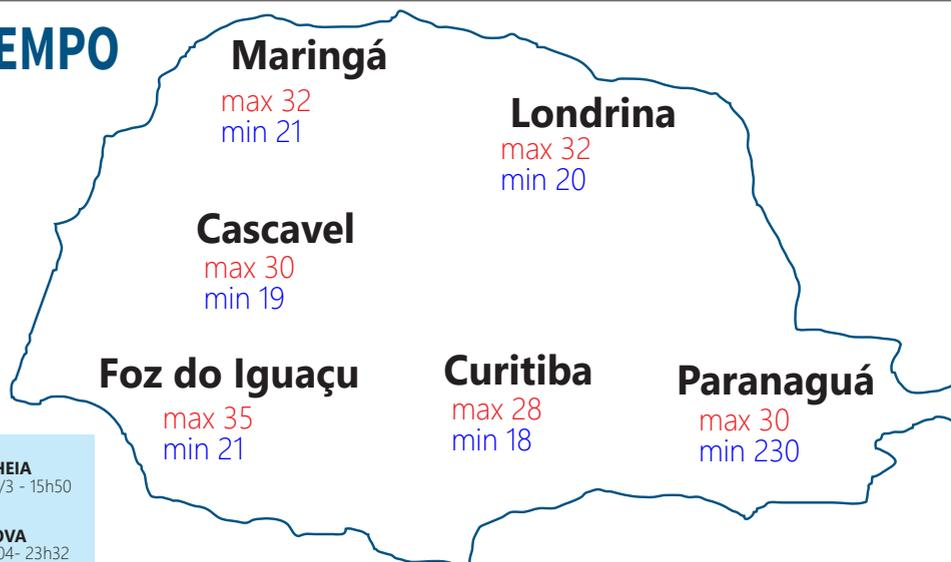 EMPO
Maringá
max 32
min 21
Londrina
max 32
min 20
Cascavel
max 30
min 19
Foz do Iguaçu
max 35
min 21
Curitiba
max 28
min 18
Paranaguá
max 30
min 230
HEIA
/3 - 15h50
OVA
04- 23h32